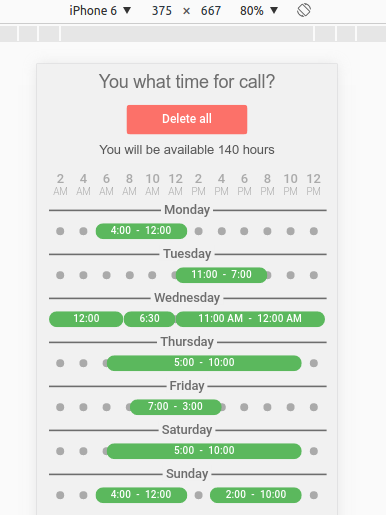 iPhone 6 ▼ 375 × 667 80% ▼
You what time for call?
Delete all
You will be available 140 hours
2 4 6 8 10 12 2 4 6 8 10 12
AM AM AM AM AM AM PM PM PM PM PM PM
Monday
4:00 - 12:00
Tuesday
11:00 - 7:00
Wednesday
12:00 6:30 11:00 AM - 12:00 AM
Thursday
5:00 - 10:00
Friday
7:00 - 3:00
Saturday
5:00 - 10:00
Sunday
4:00 - 12:00 2:00 - 10:00